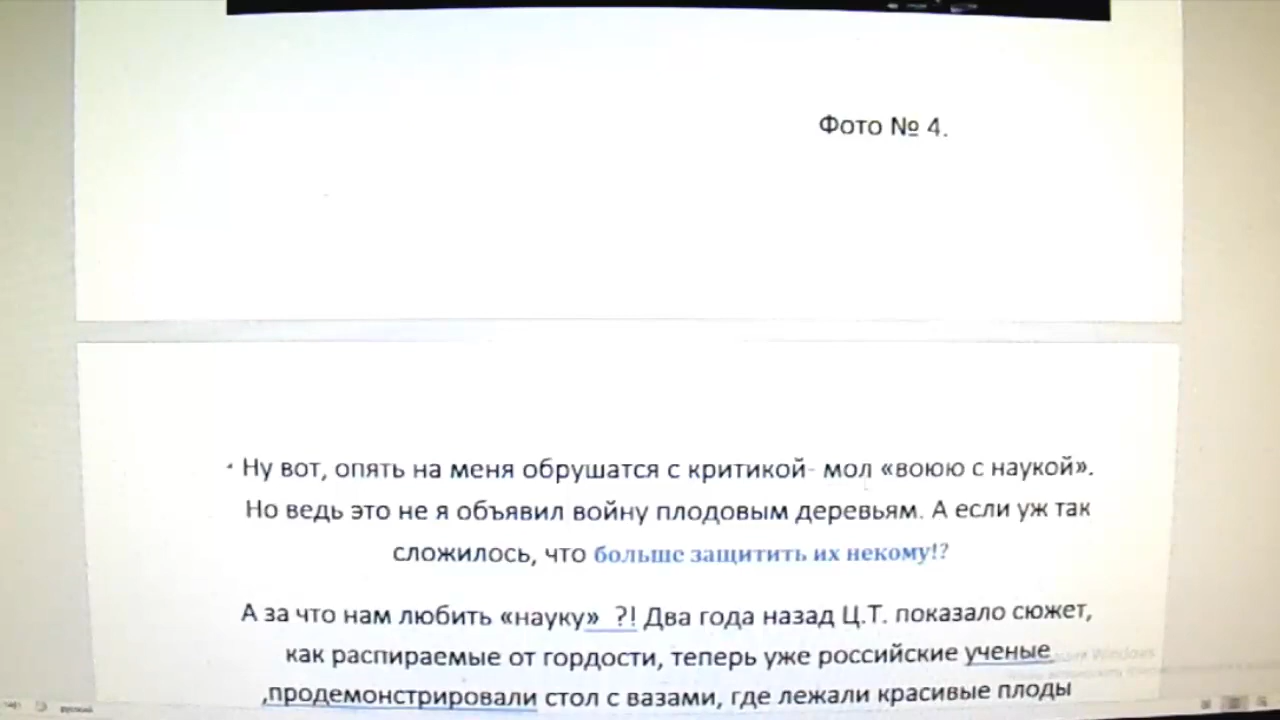 Фото № 4.
Ну вот, опять на меня обрушатся с критикой- мол «воюю с наукой».
Но ведь это не я объявил войну плодовым деревьям. А если уж так
сложилось, что больше защитить их некому!?
А за что нам любить «науку»  ?! Два года назад Ц.Т. показало сюжет,
как распираемые от гордости, теперь уже российские ученые
,продемонстрировали стол с вазами, где лежали красивые плоды
Windows
русский